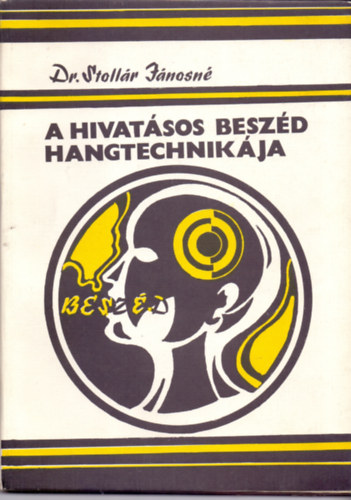 Dr. Stollár Jánosné
A HIVATÁSOS BESZÉD
HANGTECHNIKÁJA
BESZÉD